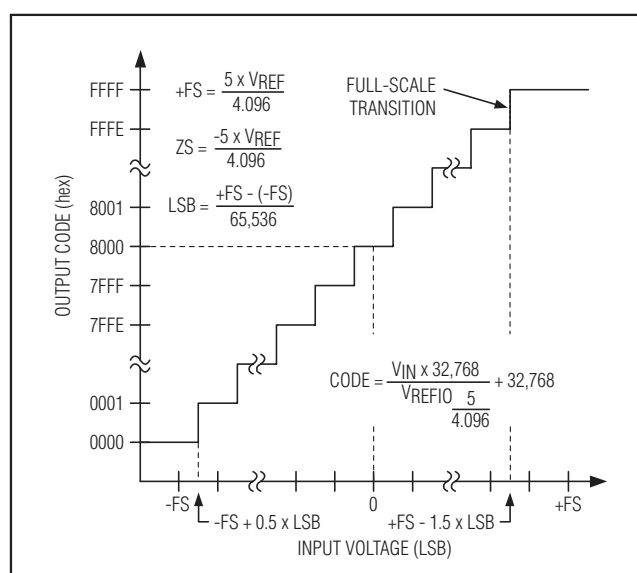 FFFF
FFFE
8001
8000
7FFF
7FFE
0001
0000
OUTPUT CODE (hex)
+FS = 5 x VREF
4.096
ZS = -5 x VREF
4.096
LSB = +FS - (-FS)
65,536
FULL-SCALE
TRANSITION
CODE = VIN x 32,768 + 32,768
VREFIO 5
4.096
-FS 0 +FS
-FS + 0.5 x LSB +FS - 1.5 x LSB
INPUT VOLTAGE (LSB)